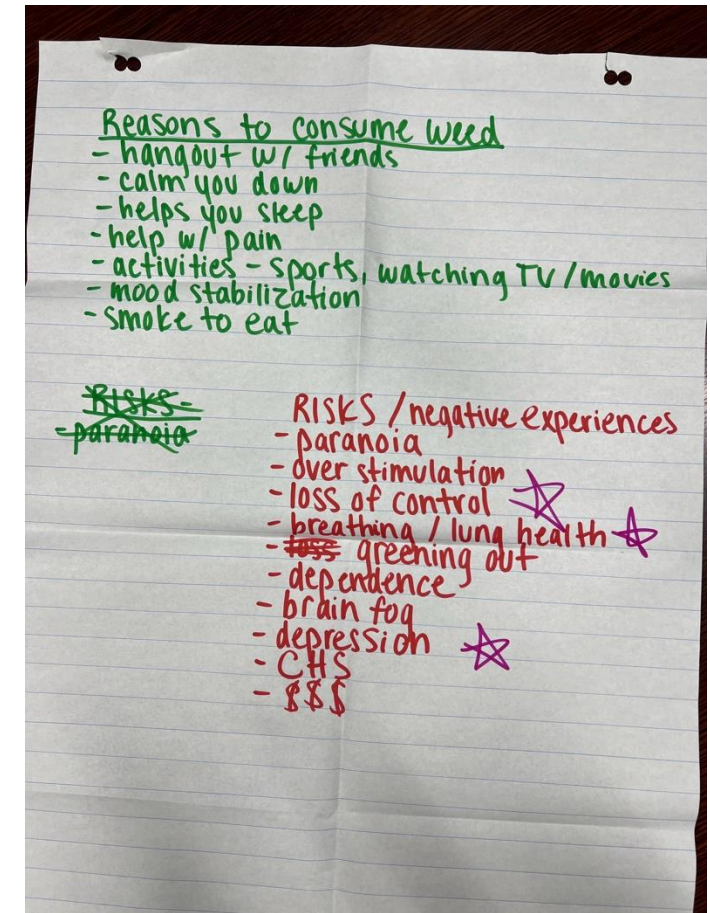 Reasons to consume weed
- hangout w/ friends
- calm you down
- helps you sleep
- help w/ pain
- activities - sports, watching TV / movies
- mood stabilization
- smoke to eat
RISKS -
- paranoia
RISKS / negative experiences
- paranoia
- over stimulation
- loss of control
- breathing / lung health
- loss greening out
- dependence
- brain fog
- depression
- CHS
- $$$